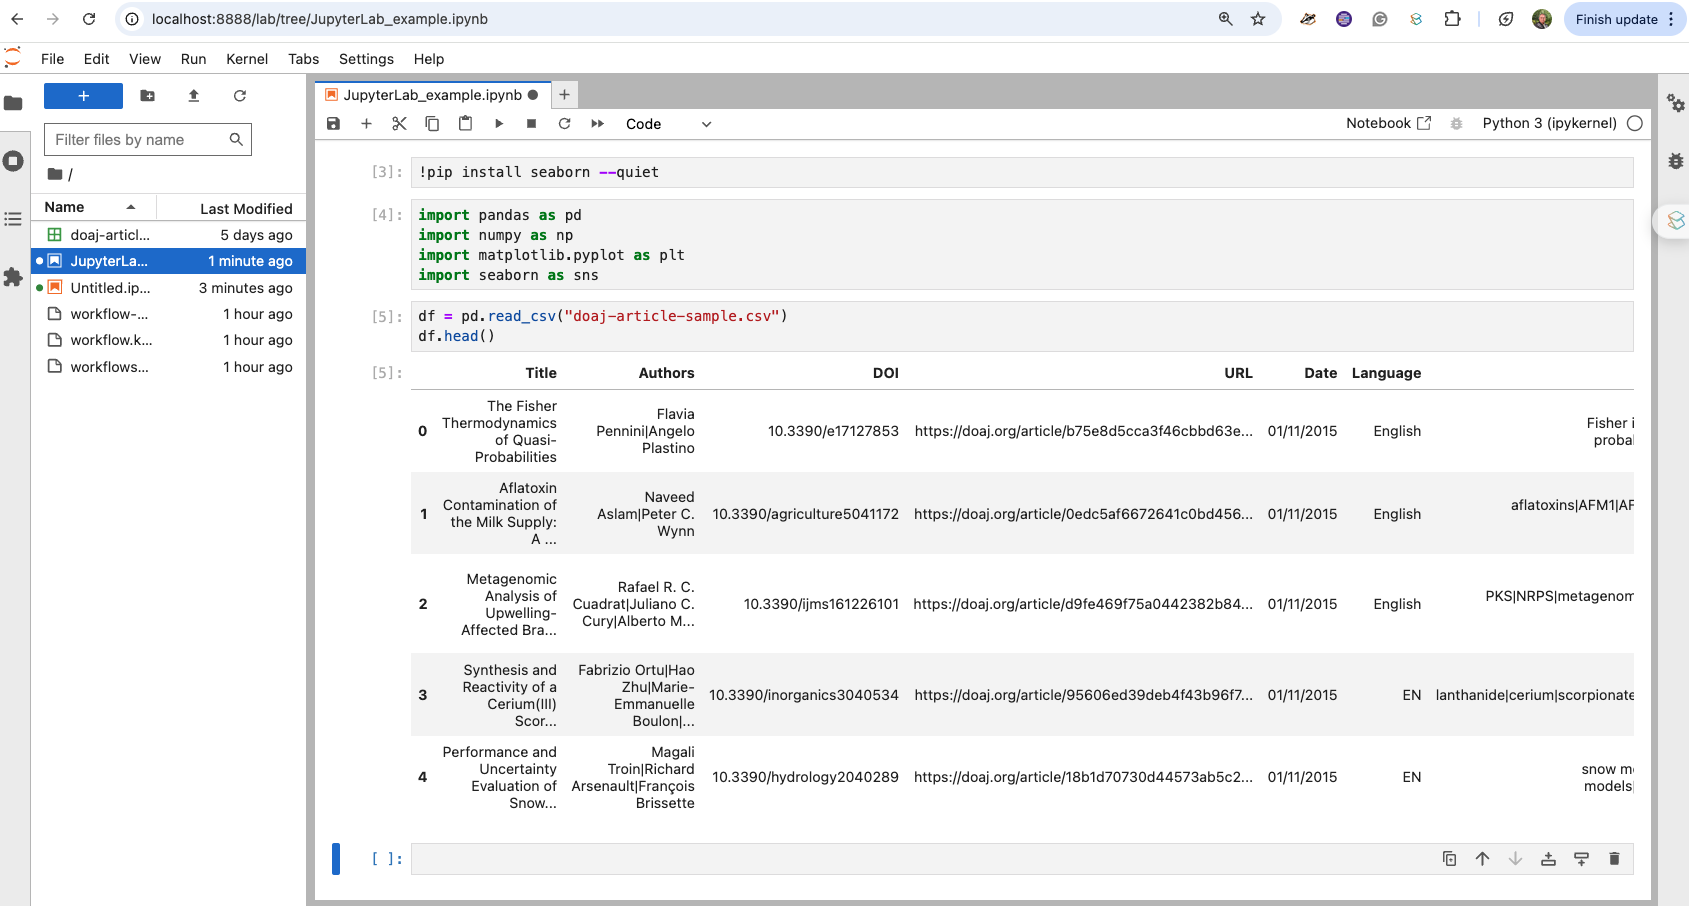 localhost:8888/lab/tree/JupyterLab_example.ipynb
Finish update
File Edit View Run Kernel Tabs Settings Help
+
Filter files by name
/
Name Last Modified
doaj-articl... 5 days ago
JupyterLa... 1 minute ago
Untitled.ip... 3 minutes ago
workflow-... 1 hour ago
workflow.k... 1 hour ago
workflows... 1 hour ago
JupyterLab_example.ipynb
Code
Notebook
Python 3 (ipykernel)
[3]: !pip install seaborn --quiet
[4]: import pandas as pd
import numpy as np
import matplotlib.pyplot as plt
import seaborn as sns
[5]: df = pd.read_csv("doaj-article-sample.csv")
df.head()
[5]: Title Authors DOI URL Date Language
0 The Fisher Thermodynamics of Quasi-Probabilities Flavia Pennini|Angelo Plastino 10.3390/e17127853 https://doaj.org/article/b75e8d5cca3f46cbbd63e... 01/11/2015 English Fisher i probal
1 Aflatoxin Contamination of the Milk Supply: A ... Naveed Aslam|Peter C. Wynn 10.3390/agriculture5041172 https://doaj.org/article/0edc5af6672641c0bd456... 01/11/2015 English aflatoxins|AFM1|AF
2 Metagenomic Analysis of Upwelling-Affected Bra... Rafael R. C. Cuadrat|Juliano C. Cury|Alberto M... 10.3390/ijms161226101 https://doaj.org/article/d9fe469f75a0442382b84... 01/11/2015 English PKS|NRPS|metagenom
3 Synthesis and Reactivity of a Cerium(III) Scor... Fabrizio Ortu|Hao Zhu|Marie-Emmanuelle Boulon|... 10.3390/inorganics3040534 https://doaj.org/article/95606ed39deb4f43b96f7... 01/11/2015 EN lanthanide|cerium|scorpionate
4 Performance and Uncertainty Evaluation of Snow... Magali Troin|Richard Arsenault|François Brissette 10.3390/hydrology2040289 https://doaj.org/article/18b1d70730d44573ab5c2... 01/11/2015 EN snow mo models|
[ ]: